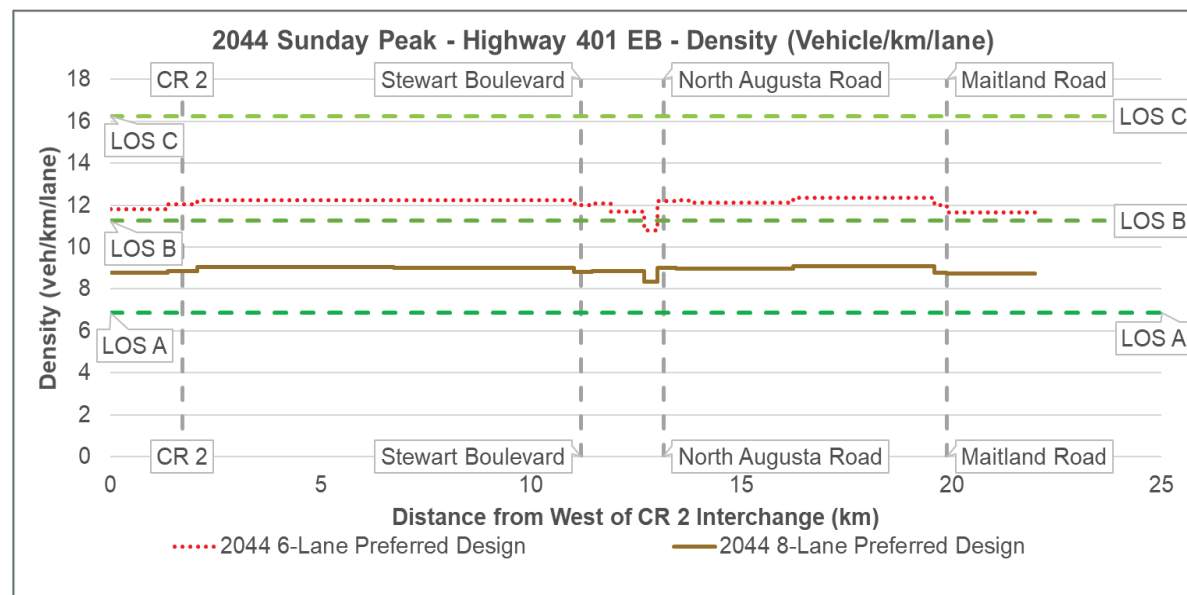 2044 Sunday Peak - Highway 401 EB - Density (Vehicle/km/lane)
18
CR 2
Stewart Boulevard
North Augusta Road
Maitland Road
16
LOS C
LOS C
14
12
LOS B
LOS B
10
8
LOS A
LOS A
6
4
2
0
Density (veh/km/lane)
CR 2
Stewart Boulevard
North Augusta Road
Maitland Road
0
5
10
15
20
25
Distance from West of CR 2 Interchange (km)
2044 6-Lane Preferred Design
2044 8-Lane Preferred Design